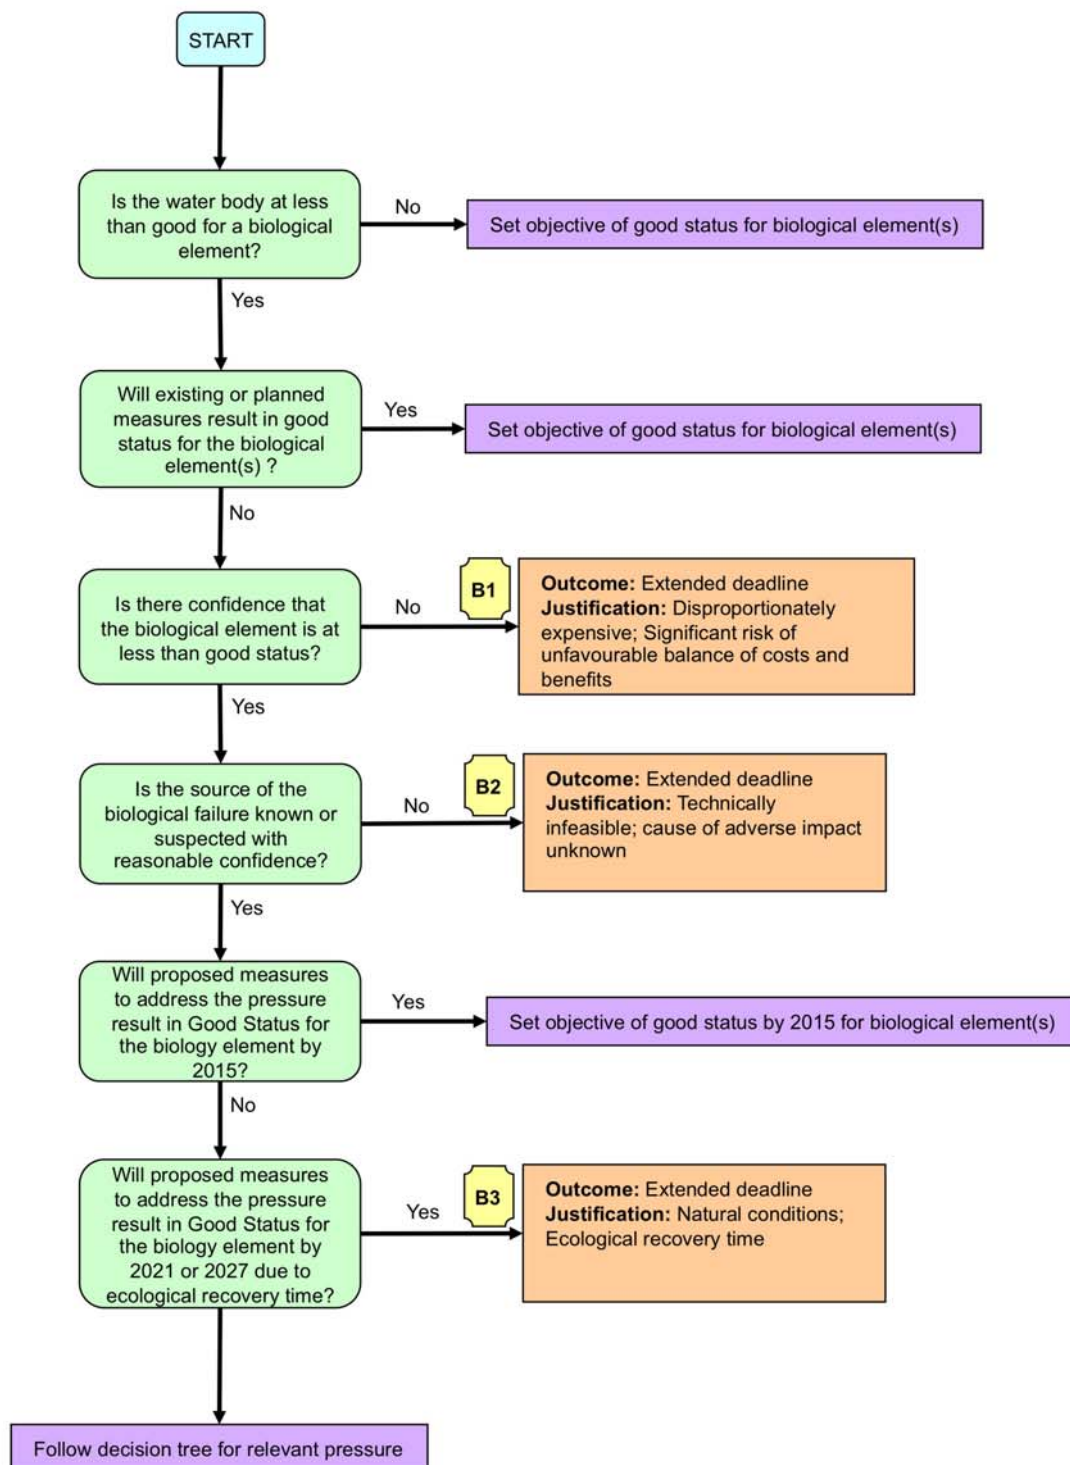 START
Is the water body at less
than good for a biological
element?
No
Set objective of good status for biological element(s)
Yes
Will existing or planned
measures result in good
status for the biological
element(s) ?
Yes
Set objective of good status for biological element(s)
No
Is there confidence that
the biological element is at
less than good status?
No
B1
Outcome: Extended deadline
Justification: Disproportionately
expensive; Significant risk of
unfavourable balance of costs and
benefits
Yes
Is the source of the
biological failure known or
suspected with
reasonable confidence?
No
B2
Outcome: Extended deadline
Justification: Technically
infeasible; cause of adverse impact
unknown
Yes
Will proposed measures
to address the pressure
result in Good Status for
the biology element by
2015?
Yes
Set objective of good status by 2015 for biological element(s)
No
Will proposed measures
to address the pressure
result in Good Status for
the biology element by
2021 or 2027 due to
ecological recovery time?
Yes
B3
Outcome: Extended deadline
Justification: Natural conditions;
Ecological recovery time
Follow decision tree for relevant pressure